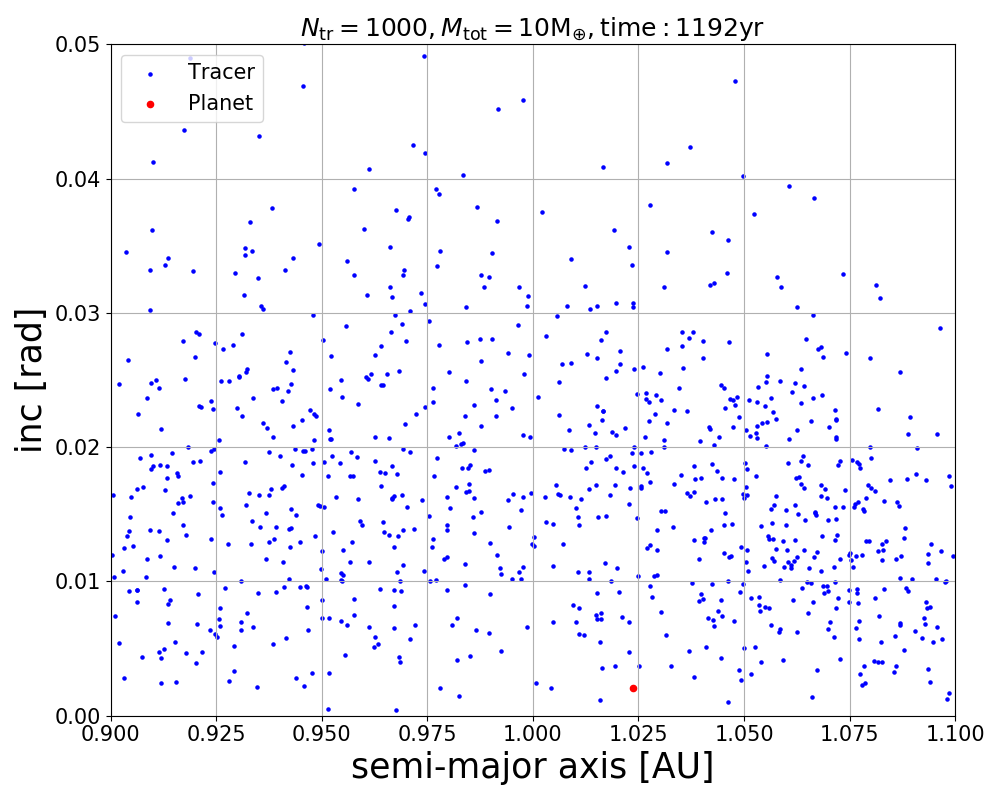 N_tr = 1000, M_tot = 10M_⊕, time : 1192yr
Tracer
Planet
0.05
0.04
0.03
0.02
0.01
0.00
inc [rad]
0.900 0.925 0.950 0.975 1.000 1.025 1.050 1.075 1.100
semi-major axis [AU]